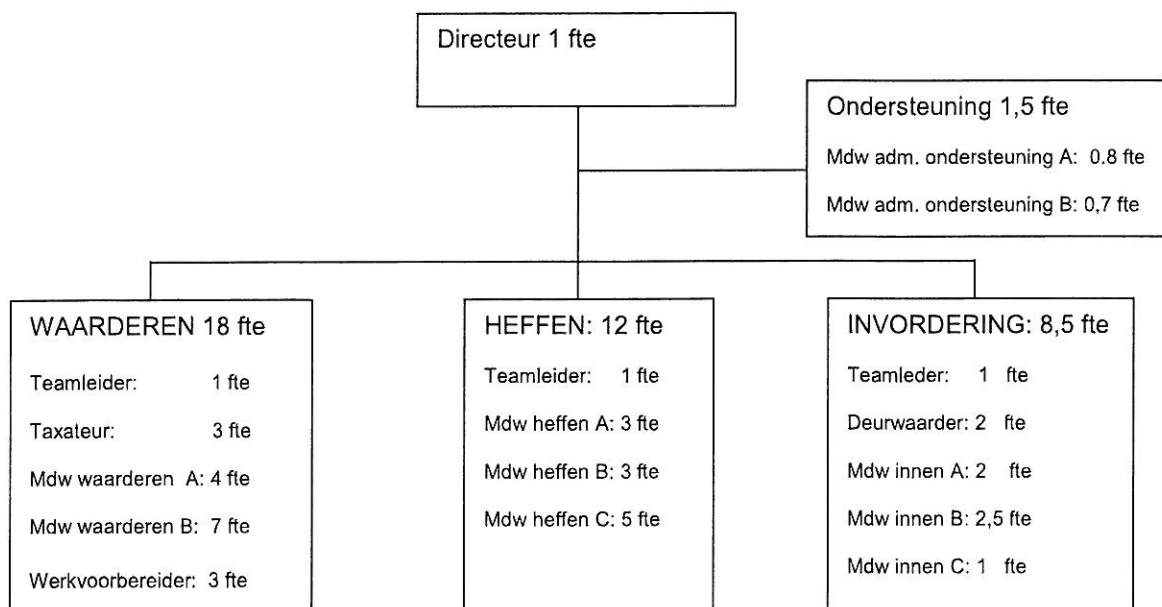 Directeur 1 fte
Ondersteuning 1,5 fte
Mdw adm. ondersteuning A: 0.8 fte
Mdw adm. ondersteuning B: 0,7 fte
WAARDEREN 18 fte
Teamleider: 1 fte
Taxateur: 3 fte
Mdw waarderen A: 4 fte
Mdw waarderen B: 7 fte
Werkvoorbereider: 3 fte
HEFFEN: 12 fte
Teamleider: 1 fte
Mdw heffen A: 3 fte
Mdw heffen B: 3 fte
Mdw heffen C: 5 fte
INVORDERING: 8,5 fte
Teamleder: 1 fte
Deurwaarder: 2 fte
Mdw innen A: 2 fte
Mdw innen B: 2,5 fte
Mdw innen C: 1 fte